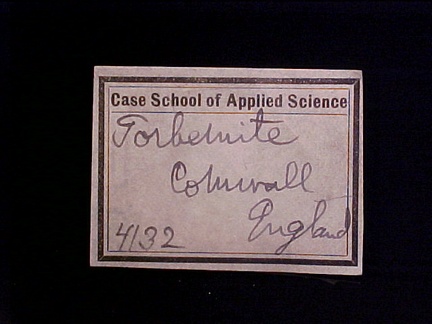 Case School of Applied Science
Torbernite
Cornwall
England
4132